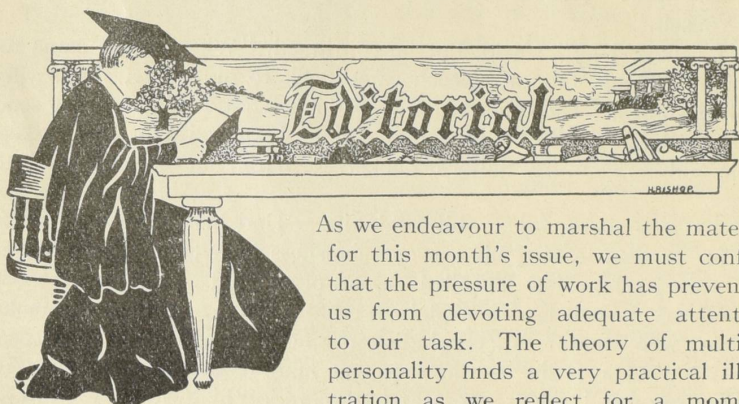 Editorial
H.BISHOP.
As we endeavour to marshal the mate
for this month's issue, we must conf
that the pressure of work has preven
us from devoting adequate attent
to our task. The theory of multi
personality finds a very practical ill
tration as we reflect for a mom